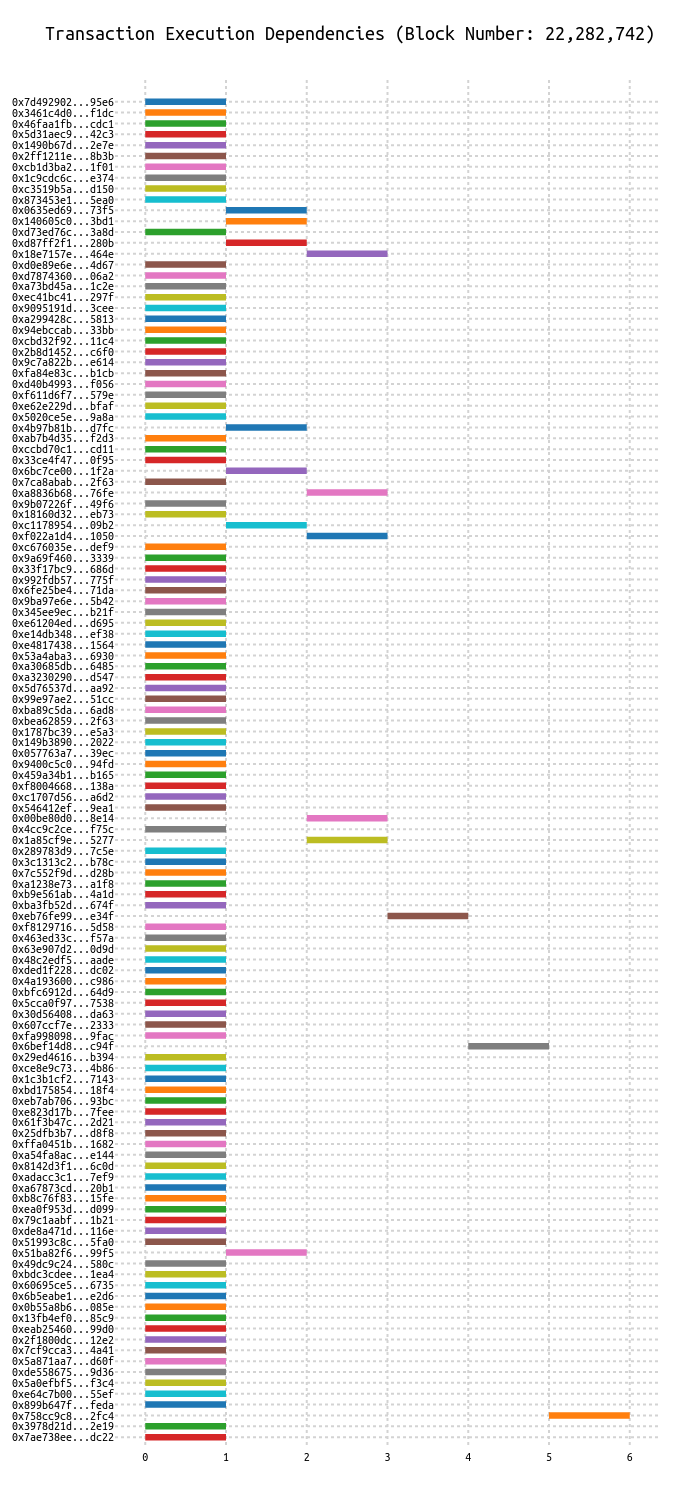 Transaction Execution Dependencies (Block Number: 22,282,742)
0x7d492902...95e6
0x3461c4d0...f1dc
0x46faa1fb...cdc1
0x5d31aec9...42c3
0x1490b67d...2e7e
0x2ff1211e...8b3b
0xcb1d3ba2...1f01
0x1c9cdc6c...e374
0xc3519b5a...d150
0x873453e1...5ea0
0x0635ed69...73f5
0x140605c0...3bd1
0xd73ed76c...3a8d
0xd87ff2f1...280b
0x18e7157e...464e
0xd0e89e6e...4d67
0xd7874360...06a2
0xa73bd45a...1c2e
0xec41bc41...297f
0x9095191d...3cee
0xa299428c...5813
0x94ebccab...33bb
0xcbd32f92...11c4
0x2b8d1452...c6f0
0x9c7a822b...e614
0xfa84e83c...b1cb
0xd40b4993...f056
0xf611d6f7...579e
0xe62e229d...bfaf
0x5020ce5e...9a8a
0x4b97b81b...d7fc
0xab7b4d35...f2d3
0xccbd70c1...cd11
0x33ce4f47...0f95
0x6bc7ce00...1f2a
0x7ca8abab...2f63
0xa8836b68...76fe
0x9b07226f...49f6
0x18160d32...eb73
0xc1178954...09b2
0xf022a1d4...1050
0xc676035e...def9
0x9a69f460...3339
0x33f17bc9...686d
0x992fdb57...775f
0x6fe25be4...71da
0x9ba97e6e...5b42
0x345ee9ec...b21f
0xe61204ed...d695
0xe14db348...ef38
0xe4817438...1564
0x53a4aba3...6930
0xa30685db...6485
0xa3230290...d547
0x5d76537d...aa92
0x99e97ae2...51cc
0xba89c5da...6ad8
0xbea62859...2f63
0x1787bc39...e5a3
0x149b3890...2022
0x057763a7...39ec
0x9400c5c0...94fd
0x459a34b1...b165
0xf8004668...138a
0xc1707d56...a6d2
0x546412ef...9ea1
0x00be80d0...8e14
0x4cc9c2ce...f75c
0x1a85cf9e...5277
0x289783d9...7c5e
0x3c1313c2...b78c
0x7c552f9d...d28b
0xa1238e73...a1f8
0xb9e561ab...4a1d
0xba3fb52d...674f
0xeb76fe99...e34f
0xf8129716...5d58
0x463ed33c...f57a
0x63e907d2...0d9d
0x48c2edf5...aade
0xded1f228...dc02
0x4a193600...c986
0xbfc6912d...64d9
0x5cca0f97...7538
0x30d56408...da63
0x607ccf7e...2333
0xfa998098...9fac
0x6bef14d8...c94f
0x29ed4616...b394
0xce8e9c73...4b86
0x1c3b1cf2...7143
0xbd175854...18f4
0xeb7ab706...93bc
0xe823d17b...7fee
0x61f3b47c...2d21
0x25dfb3b7...d8f8
0xffa0451b...1682
0xa54fa8ac...e144
0x8142d3f1...6c0d
0xadacc3c1...7ef9
0xa67873cd...20b1
0xb8c76f83...15fe
0xea0f953d...d099
0x79c1aabf...1b21
0xde8a471d...116e
0x51993c8c...5fa0
0x51ba82f6...99f5
0x49dc9c24...580c
0xbdc3cdee...1ea4
0x60695ce5...6735
0x6b5eabe1...e2d6
0x0b55a8b6...085e
0x13fb4ef0...85c9
0xeab25460...99d0
0x2f1800dc...12e2
0x7cf9cca3...4a41
0x5a871aa7...d60f
0xde558675...9d36
0x5a0efbf5...f3c4
0xe64c7b00...55ef
0x899b647f...feda
0x758cc9c8...2fc4
0x3978d21d...2e19
0x7ae738ee...dc22
0 1 2 3 4 5 6